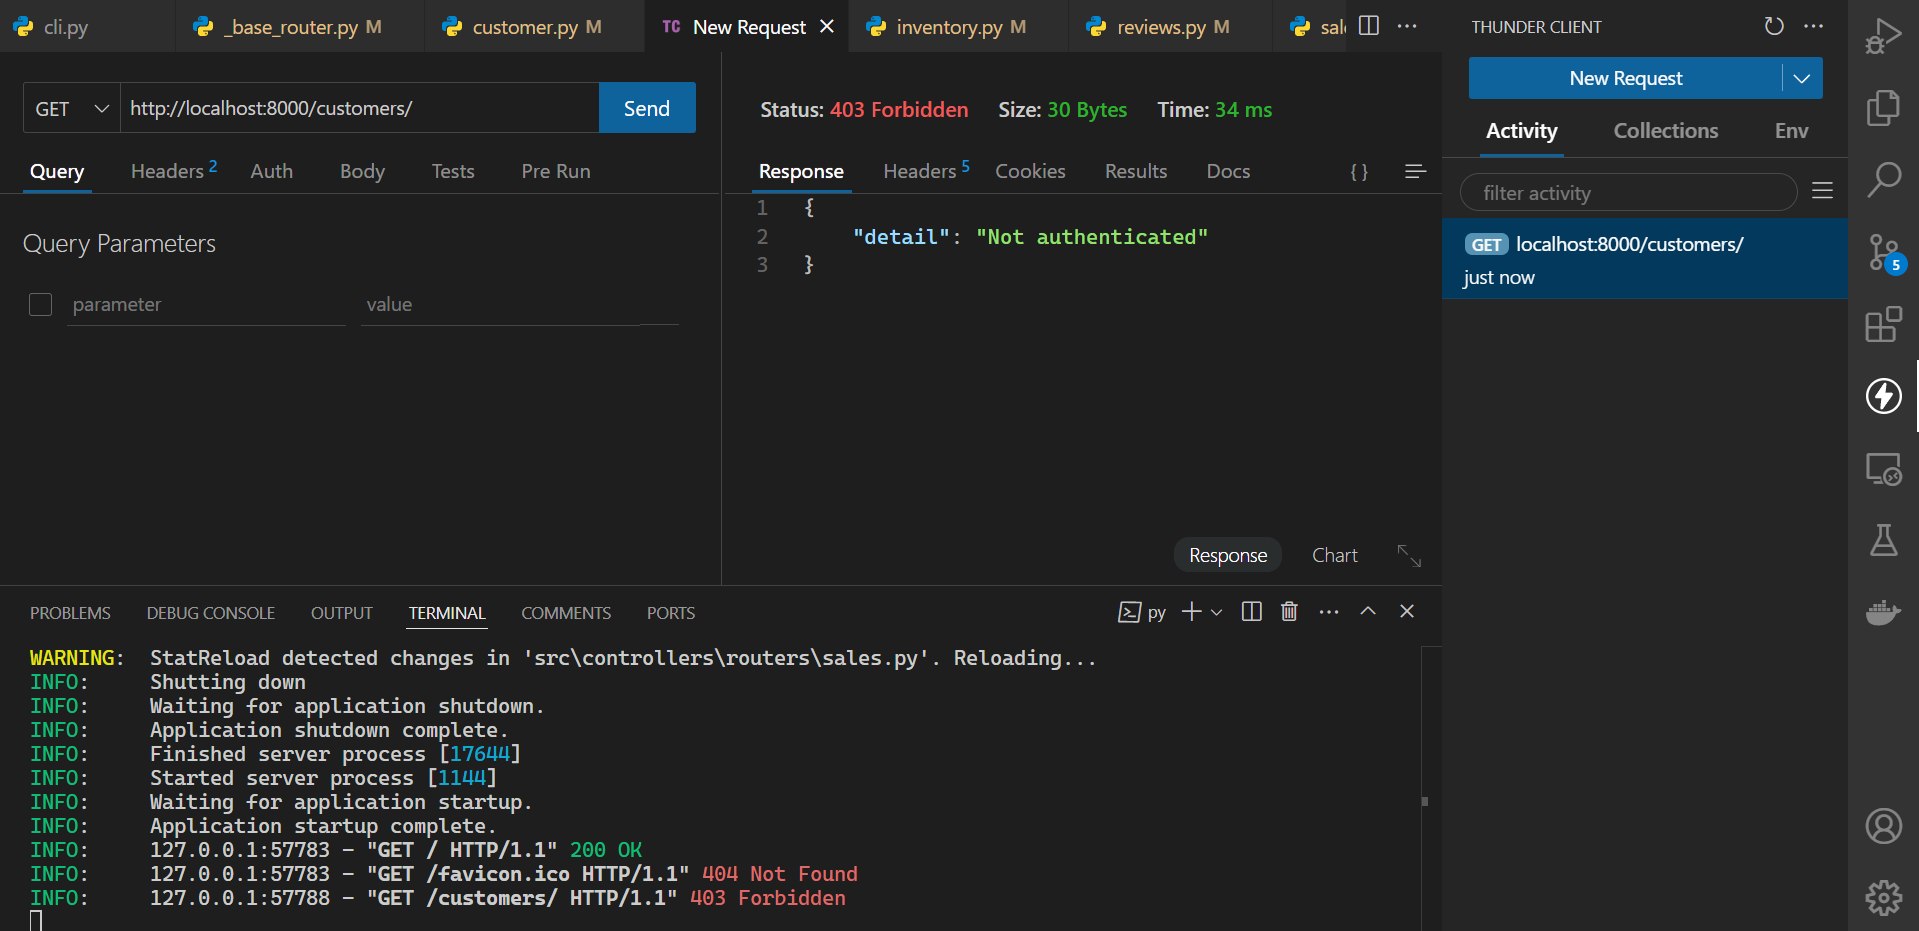 cli.py
_base_router.py M
customer.py M
TC New Request
inventory.py M
reviews.py M
sal
THUNDER CLIENT
GET http://localhost:8000/customers/ Send
Query Headers 2 Auth Body Tests Pre Run
Query Parameters
parameter value
Status: 403 Forbidden Size: 30 Bytes Time: 34 ms
Response Headers 5 Cookies Results Docs {}
1 {
2 "detail": "Not authenticated"
3 }
Response Chart
New Request
Activity Collections Env
filter activity
GET localhost:8000/customers/
just now
5
PROBLEMS DEBUG CONSOLE OUTPUT TERMINAL COMMENTS PORTS
py
WARNING: StatReload detected changes in 'src\controllers\routers\sales.py'. Reloading...
INFO: Shutting down
INFO: Waiting for application shutdown.
INFO: Application shutdown complete.
INFO: Finished server process [17644]
INFO: Started server process [1144]
INFO: Waiting for application startup.
INFO: Application startup complete.
INFO: 127.0.0.1:57783 - "GET / HTTP/1.1" 200 OK
INFO: 127.0.0.1:57783 - "GET /favicon.ico HTTP/1.1" 404 Not Found
INFO: 127.0.0.1:57788 - "GET /customers/ HTTP/1.1" 403 Forbidden